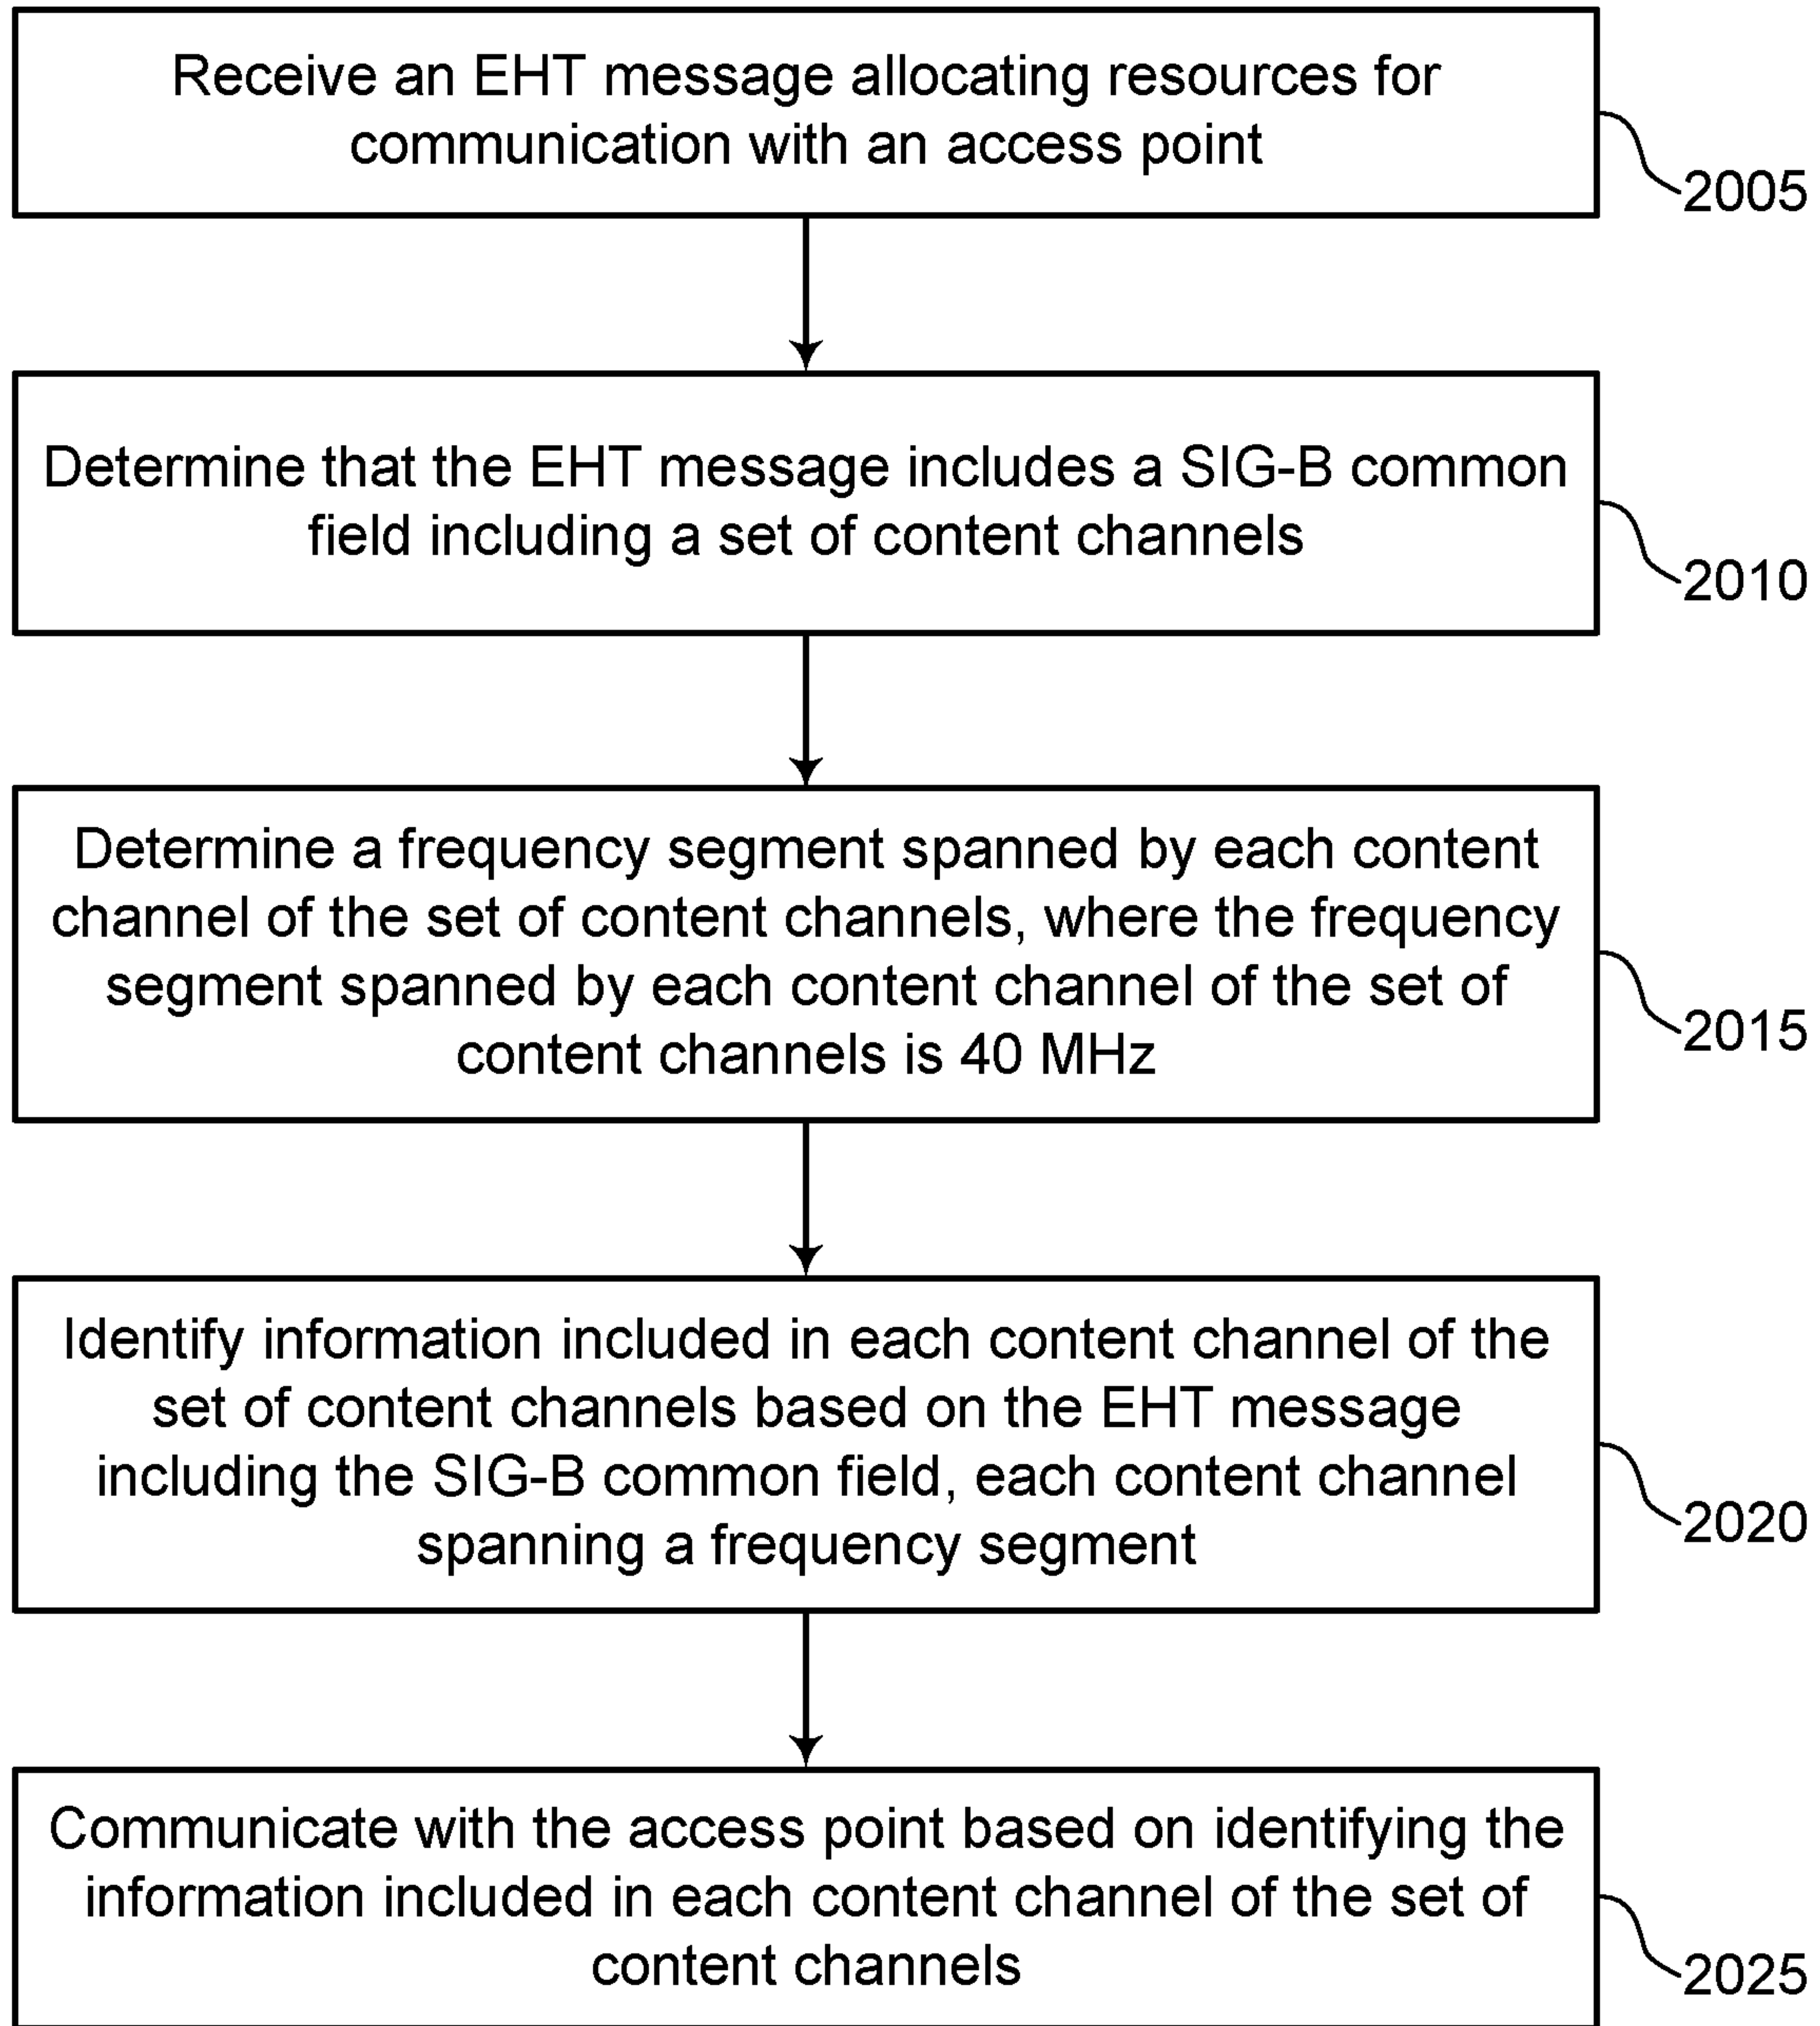 Receive an EHT message allocating resources for
communication with an access point
2005
Determine that the EHT message includes a SIG-B common
field including a set of content channels
2010
Determine a frequency segment spanned by each content
channel of the set of content channels, where the frequency
segment spanned by each content channel of the set of
content channels is 40 MHz
2015
Identify information included in each content channel of the
set of content channels based on the EHT message
including the SIG-B common field, each content channel
spanning a frequency segment
2020
Communicate with the access point based on identifying the
information included in each content channel of the set of
content channels
2025